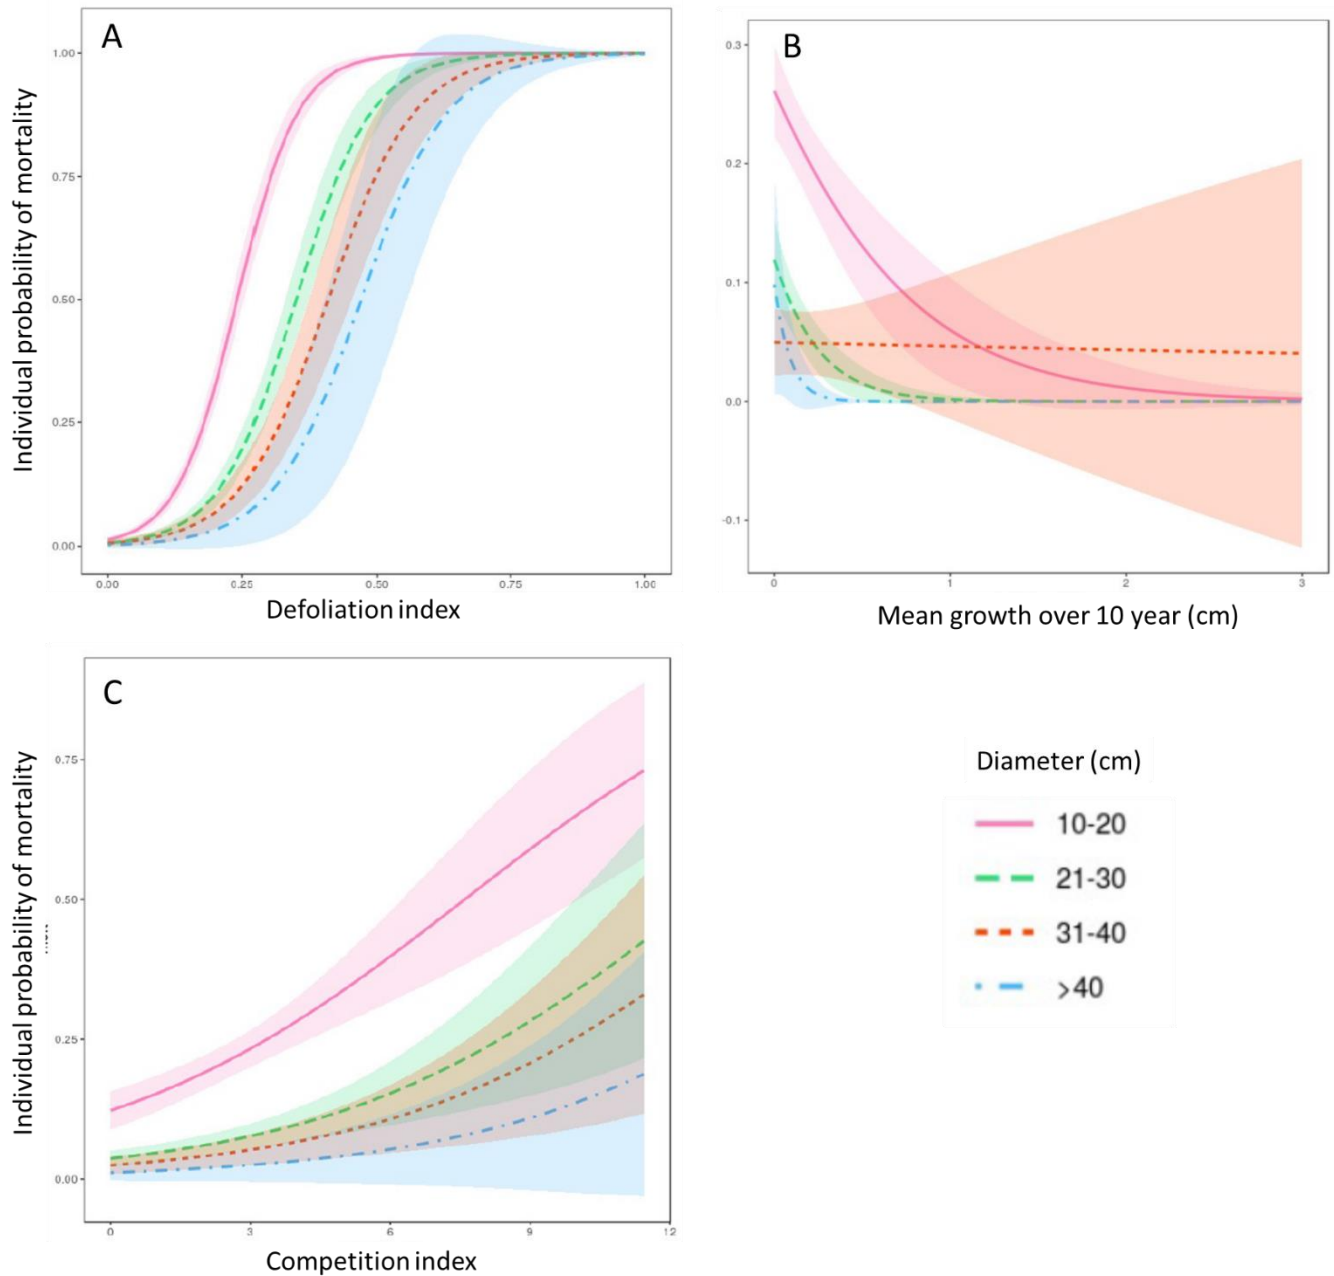 A
Individual probability of mortality
1.00
0.75
0.50
0.25
0.00
0.00 0.25 0.50 0.75 1.00
Defoliation index
B
0.3
0.2
0.1
0.0
-0.1
0 1 2 3
Mean growth over 10 year (cm)
C
Individual probability of mortality
0.75
0.50
0.25
0.00
0 3 6 9 12
Competition index
Diameter (cm)
10-20
21-30
31-40
>40